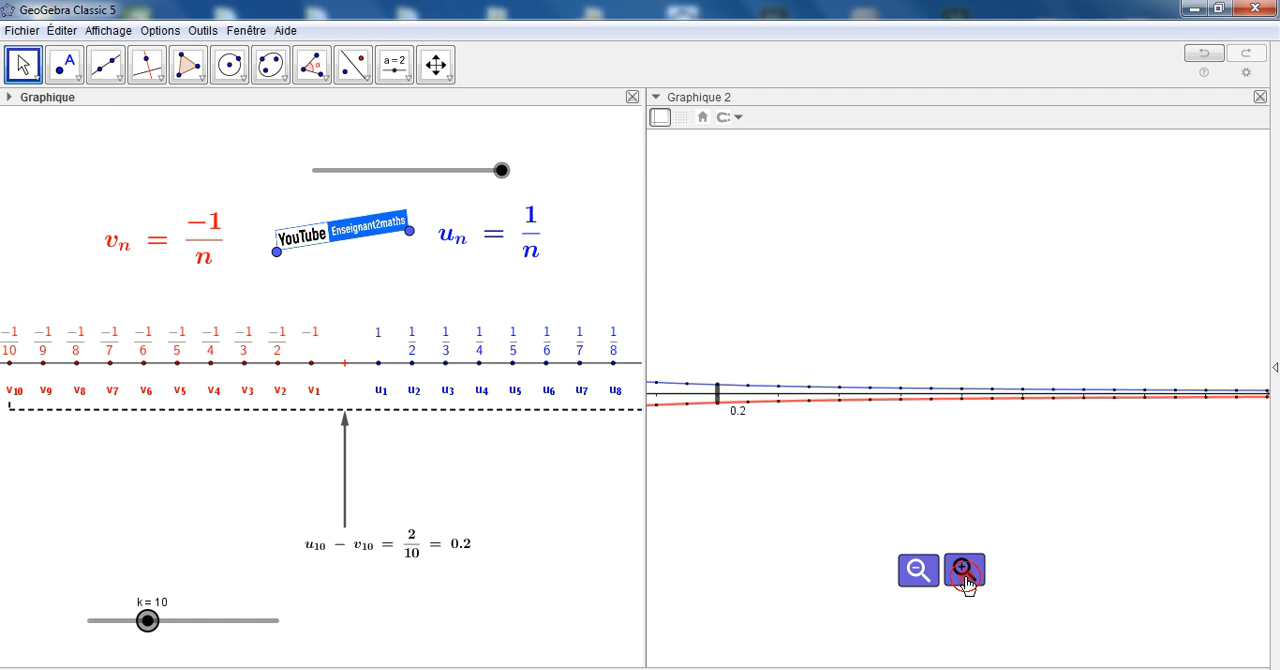 GeoGebra Classic 5
Fichier Éditer Affichage Options Outils Fenêtre Aide
A
a = 2
Graphique
Graphique 2
vₙ = −1/n
YouTube Enseignant2maths
uₙ = 1/n
−1/10 −1/9 −1/8 −1/7 −1/6 −1/5 −1/4 −1/3 −1/2 −1 1 1/2 1/3 1/4 1/5 1/6 1/7 1/8
v₁₀ v₉ v₈ v₇ v₆ v₅ v₄ v₃ v₂ v₁ u₁ u₂ u₃ u₄ u₅ u₆ u₇ u₈
0.2
u₁₀ − v₁₀ = 2/10 = 0.2
k = 10